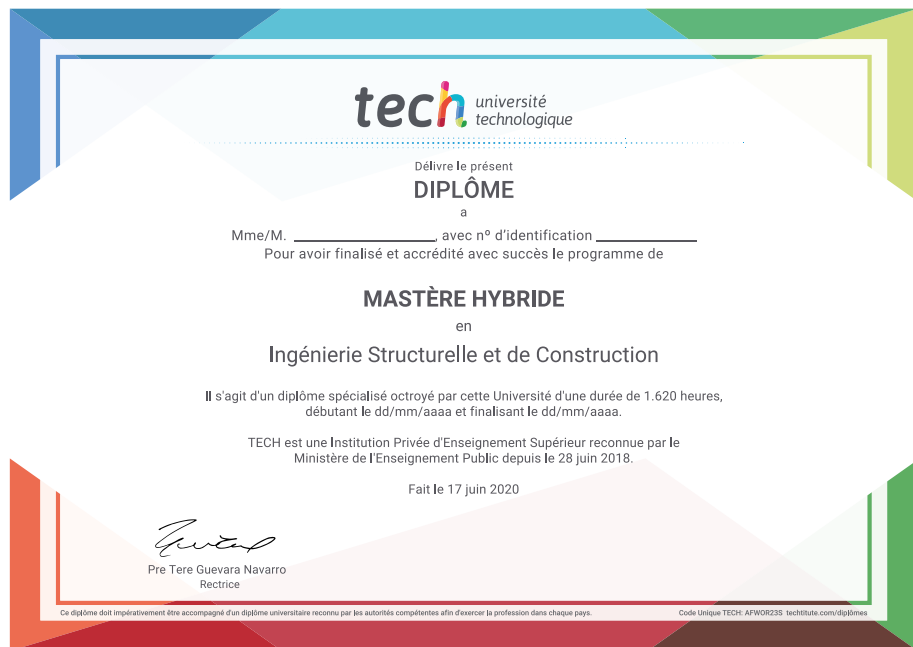 tech université
technologique
Délivre le présent
DIPLÔME
a
Mme/M. ____________, avec nº d'identification ____________
Pour avoir finalisé et accrédité avec succès le programme de
MASTÈRE HYBRIDE
en
Ingénierie Structurelle et de Construction
Il s'agit d'un diplôme spécialisé octroyé par cette Université d'une durée de 1.620 heures,
débutant le dd/mm/aaaa et finalisant le dd/mm/aaaa.
TECH est une Institution Privée d'Enseignement Supérieur reconnue par le
Ministère de l'Enseignement Public depuis le 28 juin 2018.
Fait le 17 juin 2020
Pre Tere Guevara Navarro
Rectrice
Ce diplôme doit impérativement être accompagné d'un diplôme universitaire reconnu par les autorités compétentes afin d'exercer la profession dans chaque pays.
Code Unique TECH: AFWOR23S techtitute.com/diplômes